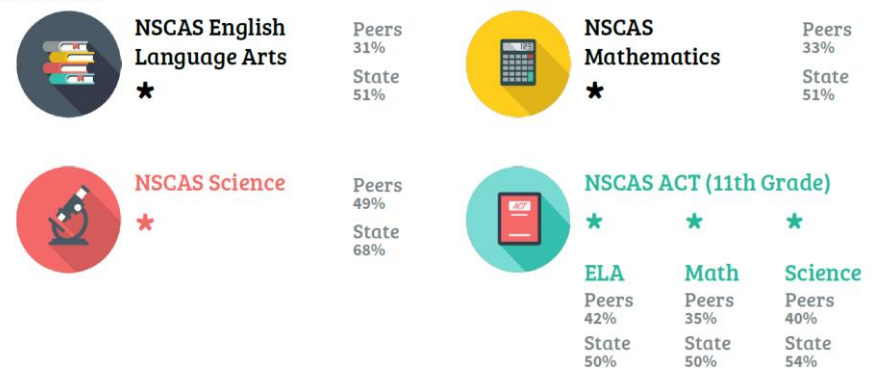 NSCAS English
Language Arts
*
Peers
31%
State
51%
123
NSCAS
Mathematics
*
Peers
33%
State
51%
NSCAS Science
*
Peers
49%
State
68%
ACT
NSCAS ACT (11th Grade)
* * *
ELA Math Science
Peers Peers Peers
42% 35% 40%
State State State
50% 50% 54%